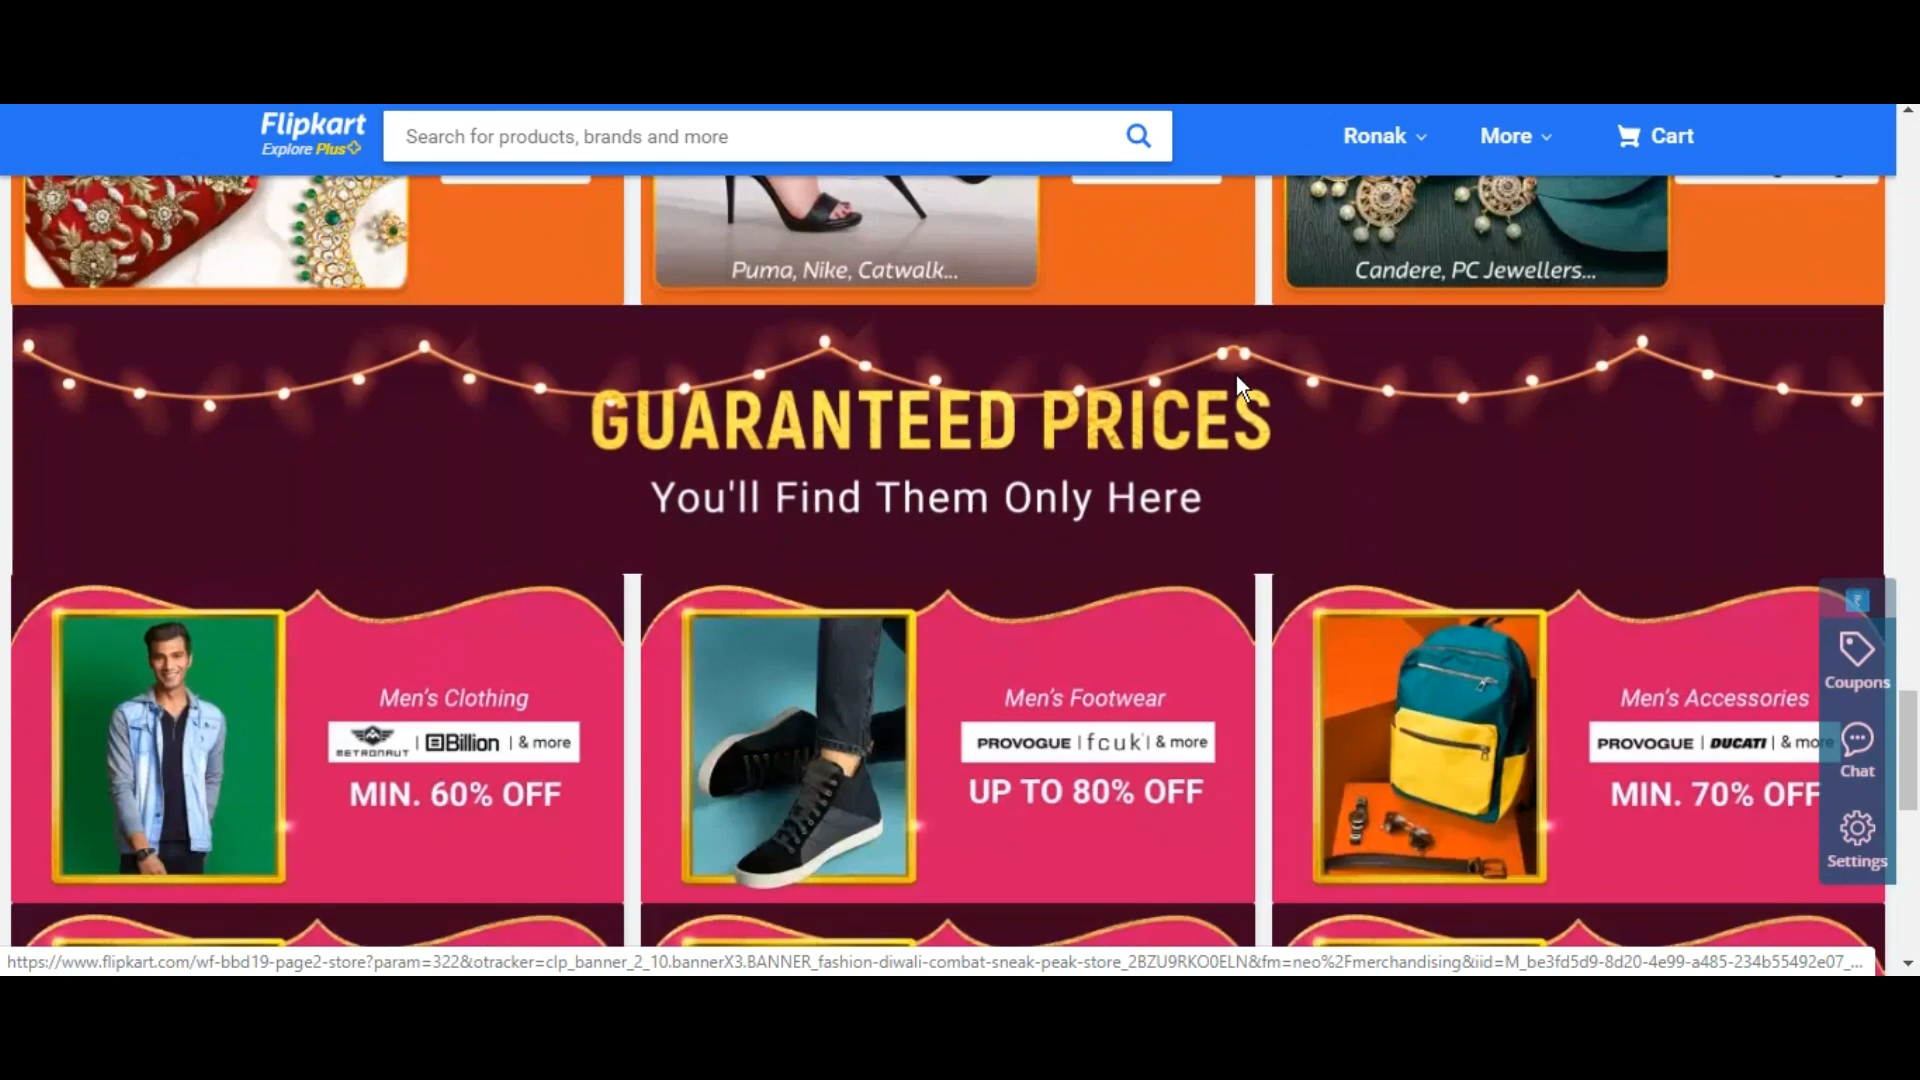 Flipkart
Explore Plus
Search for products, brands and more
Ronak
More
Cart
Puma, Nike, Catwalk...
Candere, PC Jewellers...
GUARANTEED PRICES
You'll Find Them Only Here
Men's Clothing
METRONAUT | Billion | & more
MIN. 60% OFF
Men's Footwear
PROVOGUE | fcuk | & more
UP TO 80% OFF
Men's Accessories
PROVOGUE | DUCATI | & more
MIN. 70% OFF
Coupons
Chat
Settings
https://www.flipkart.com/wf-bbd19-page2-store?param=322&otracker=clp_banner_2_10.bannerX3.BANNER_fashion-diwali-combat-sneak-peak-store_2BZU9RKO0ELN&fm=neo%2Fmerchandising&iid=M_be3fd5d9-8d20-4e99-a485-234b55492e07_...